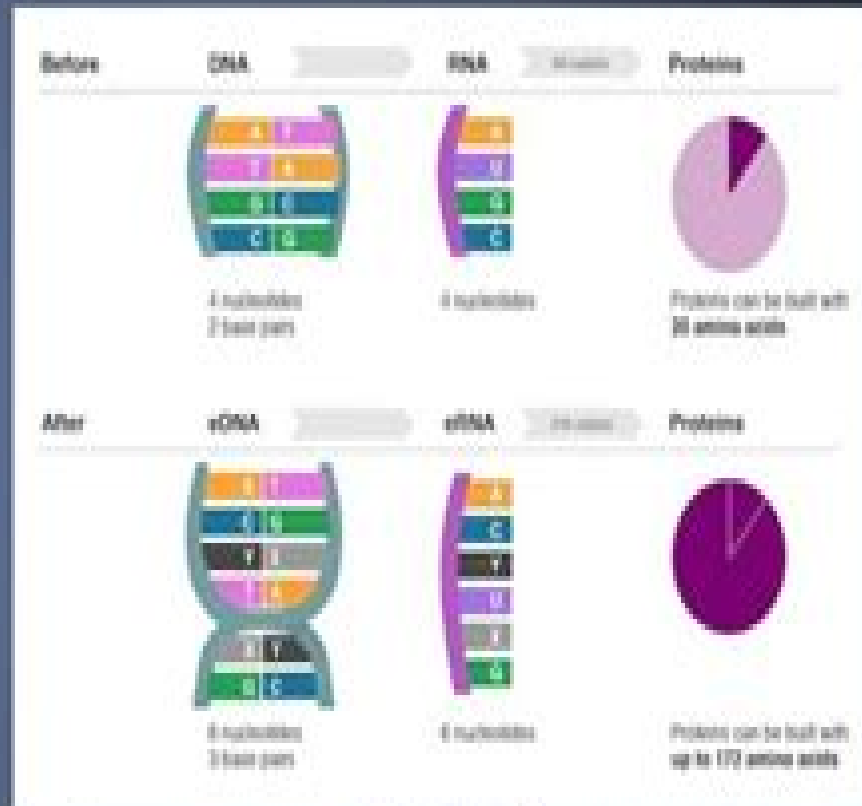 Before DNA RNA Proteins
A T A
T A U
G C G
C G C
4 nucleotides 4 nucleotides Proteins can be built with
2 base pairs 20 amino acids
After eDNA eRNA Proteins
A T A
C G C
Y X Y
T A U
X Y X
G C G
6 nucleotides 6 nucleotides Proteins can be built with
3 base pairs up to 172 amino acids